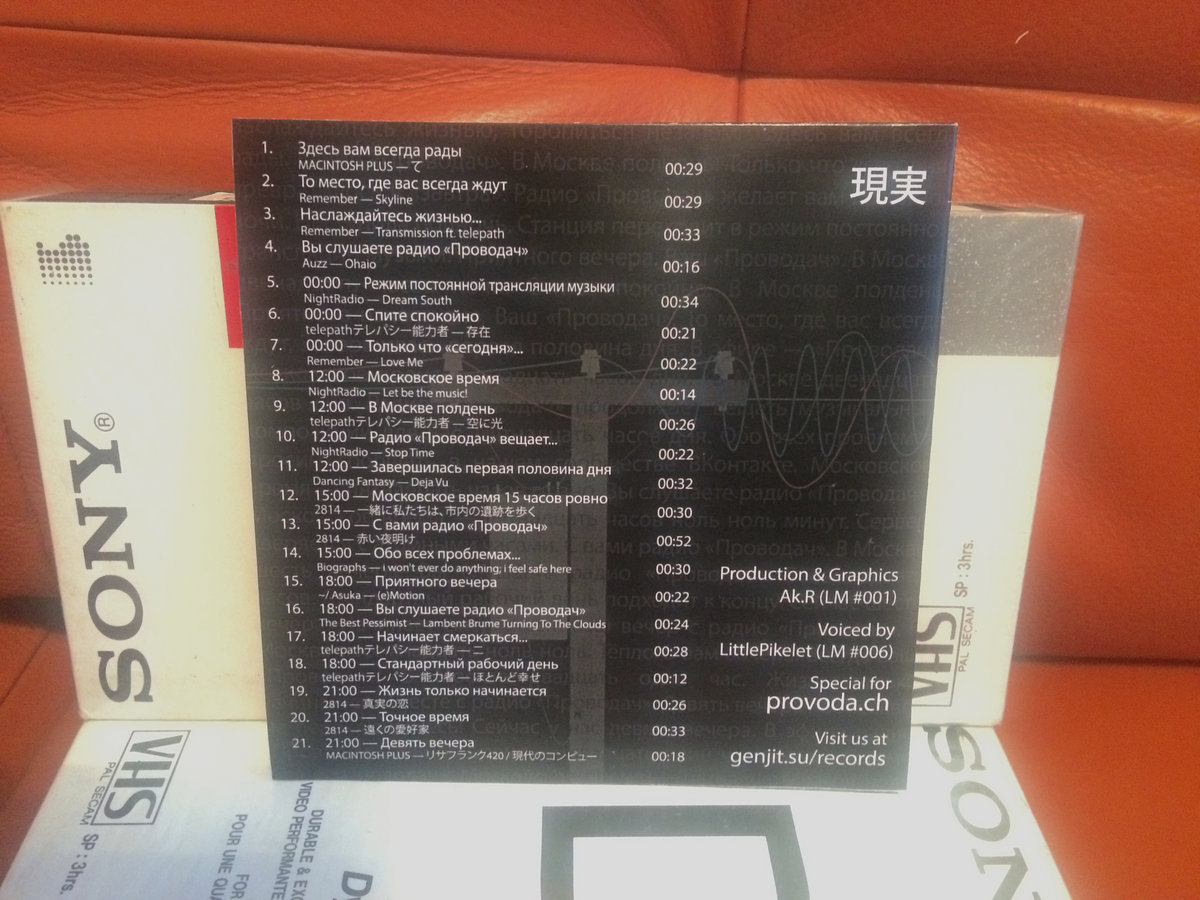 1. Здесь вам всегда рады
MACINTOSH PLUS — て 00:29
2. То место, где вас всегда ждут
Remember — Skyline 00:29
3. Наслаждайтесь жизнью...
Remember — Transmission ft. telepath 00:33
4. Вы слушаете радио «Проводач»
Auzz — Ohaio 00:16
5. 00:00 — Режим постоянной трансляции музыки
NightRadio — Dream South 00:34
6. 00:00 — Спите спокойно
telepathテレパシー能力者 — 存在 00:21
7. 00:00 — Только что «сегодня»...
Remember — Love Me 00:22
8. 12:00 — Московское время
NightRadio — Let be the music! 00:14
9. 12:00 — В Москве полдень
telepathテレパシー能力者 — 空に光 00:26
10. 12:00 — Радио «Проводач» вещает...
NightRadio — Stop Time 00:22
11. 12:00 — Завершилась первая половина дня
Dancing Fantasy — Deja Vu 00:32
12. 15:00 — Московское время 15 часов ровно
2814 — 一緒に私たちは、市内の遺跡を歩く 00:30
13. 15:00 — С вами радио «Проводач»
2814 — 赤い夜明け 00:52
14. 15:00 — Обо всех проблемах...
Biographs — i won't ever do anything; i feel safe here 00:30
15. 18:00 — Приятного вечера
~/ Asuka — (e)Motion 00:22
16. 18:00 — Вы слушаете радио «Проводач»
The Best Pessimist — Lambent Brume Turning To The Clouds 00:24
17. 18:00 — Начинает смеркаться...
telepathテレパシー能力者 — 二 00:28
18. 18:00 — Стандартный рабочий день
telepathテレパシー能力者 — ほとんど幸せ 00:12
19. 21:00 — Жизнь только начинается
2814 — 真実の恋 00:26
20. 21:00 — Точное время
2814 — 遠くの愛好家 00:33
21. 21:00 — Девять вечера
MACINTOSH PLUS — リサフランク420 / 現代のコンピュー 00:18
現実
Production & Graphics
Ak.R (LM #001)
Voiced by
LittlePikelet (LM #006)
Special for
provoda.ch
Visit us at
genjit.su/records
SONY®
VHS
PAL SECAM
SP : 3hrs.
VHS
PAL SECAM
SP : 3hrs.
DURABLE & EXC
VIDEO PERFORMANC
FOR
POUR UNE QUA
Dy
SON